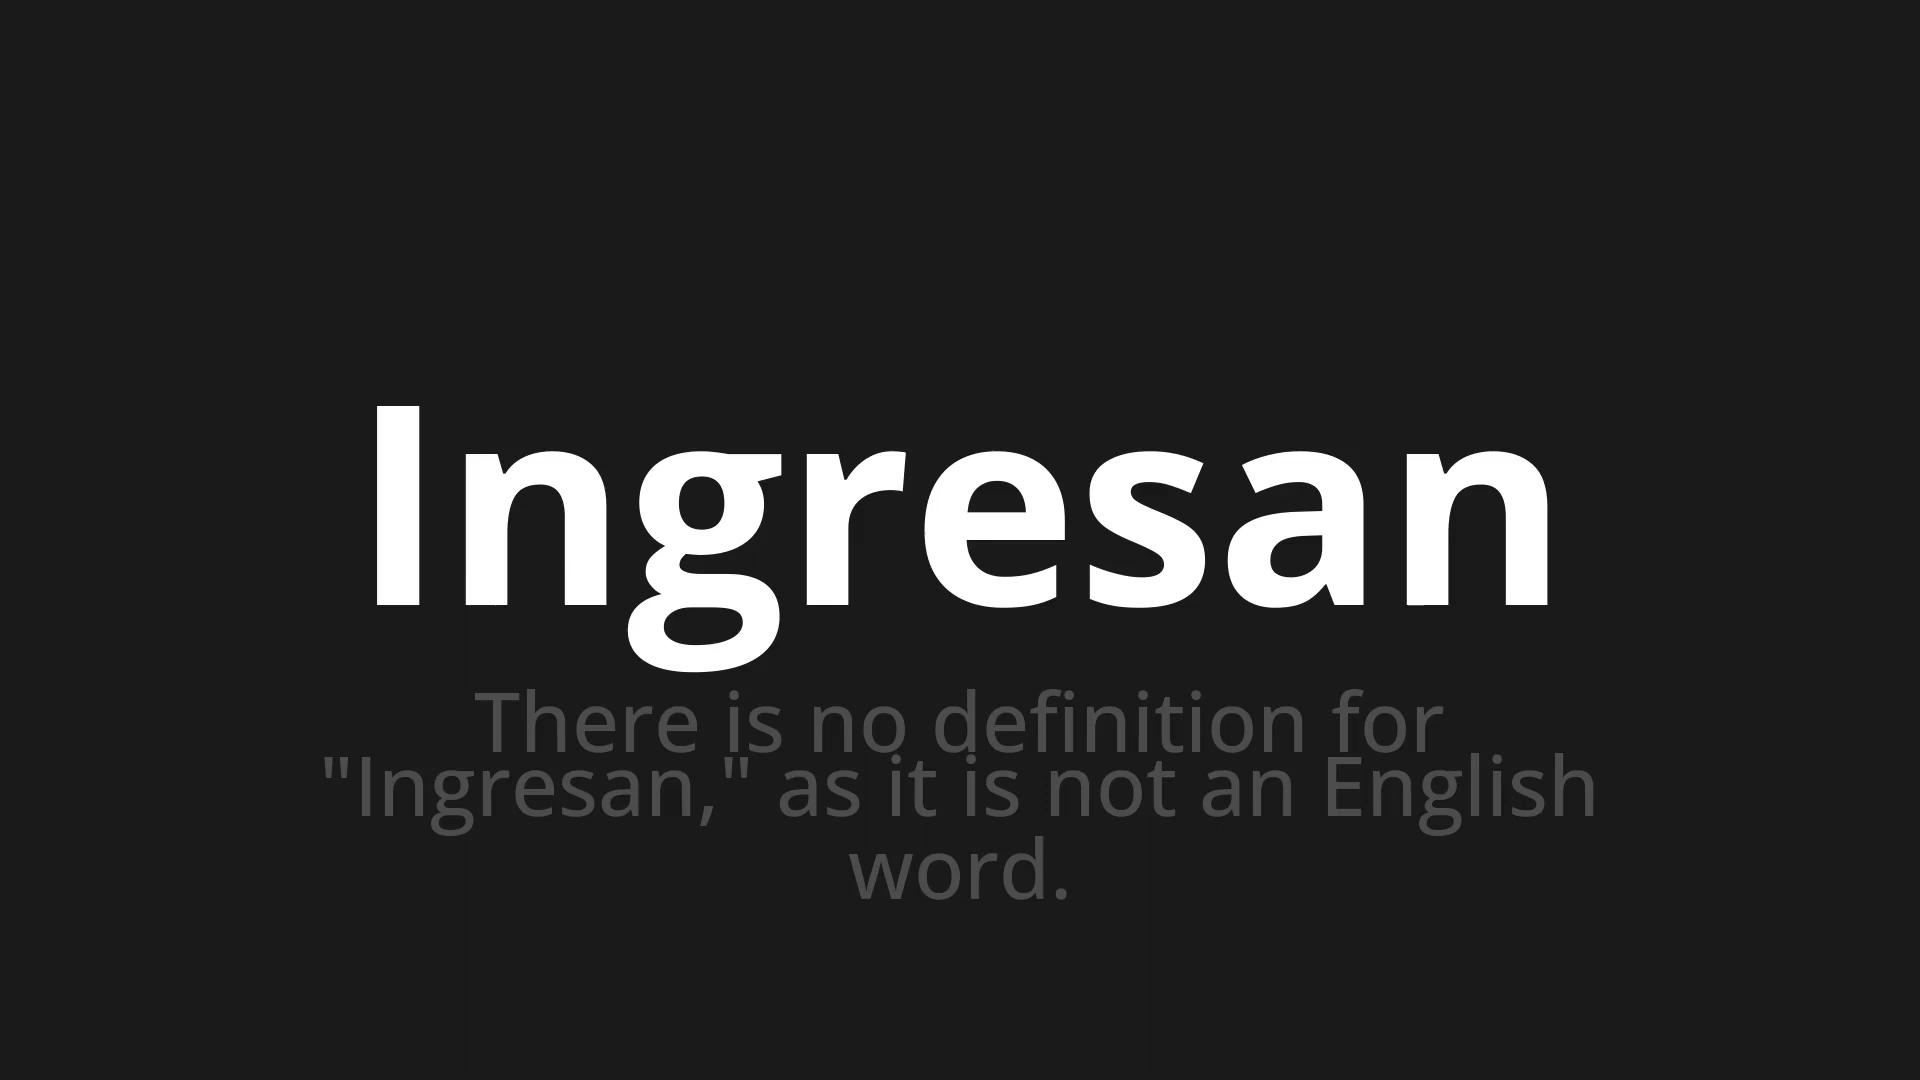 Ingresan
There is no definition for
"Ingresan," as it is not an English
word.